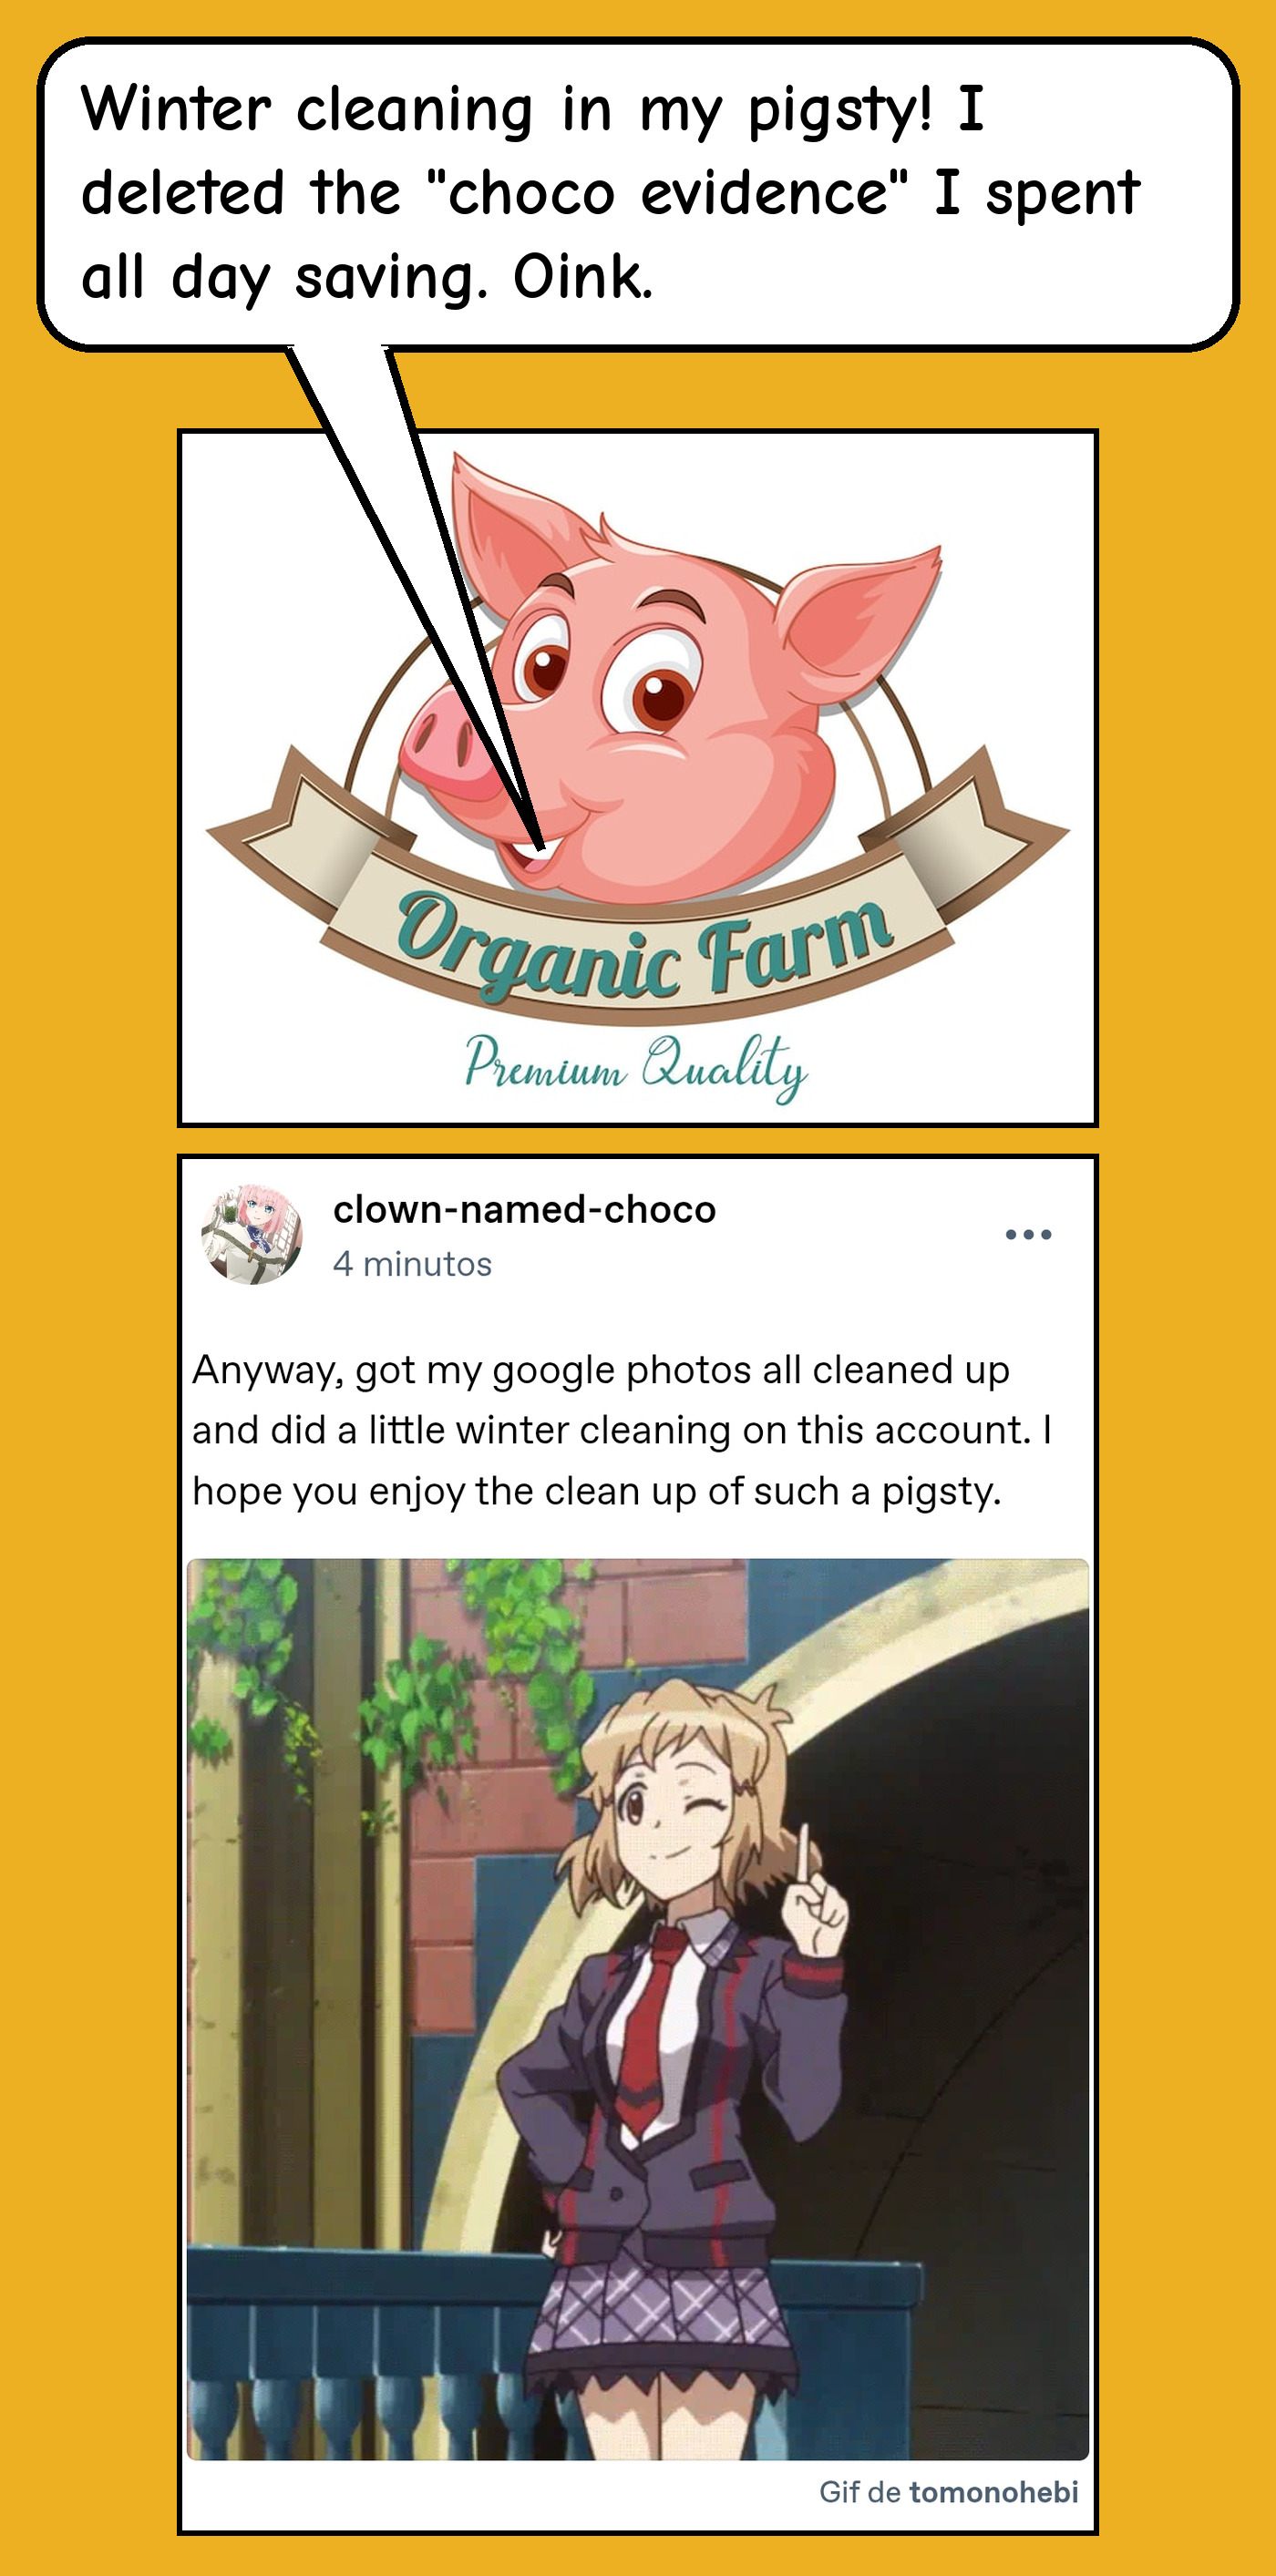 Winter cleaning in my pigsty! I
deleted the "choco evidence" I spent
all day saving. Oink.
Organic Farm
Premium Quality
clown-named-choco
4 minutos
Anyway, got my google photos all cleaned up
and did a little winter cleaning on this account. I
hope you enjoy the clean up of such a pigsty.
Gif de tomonohebi